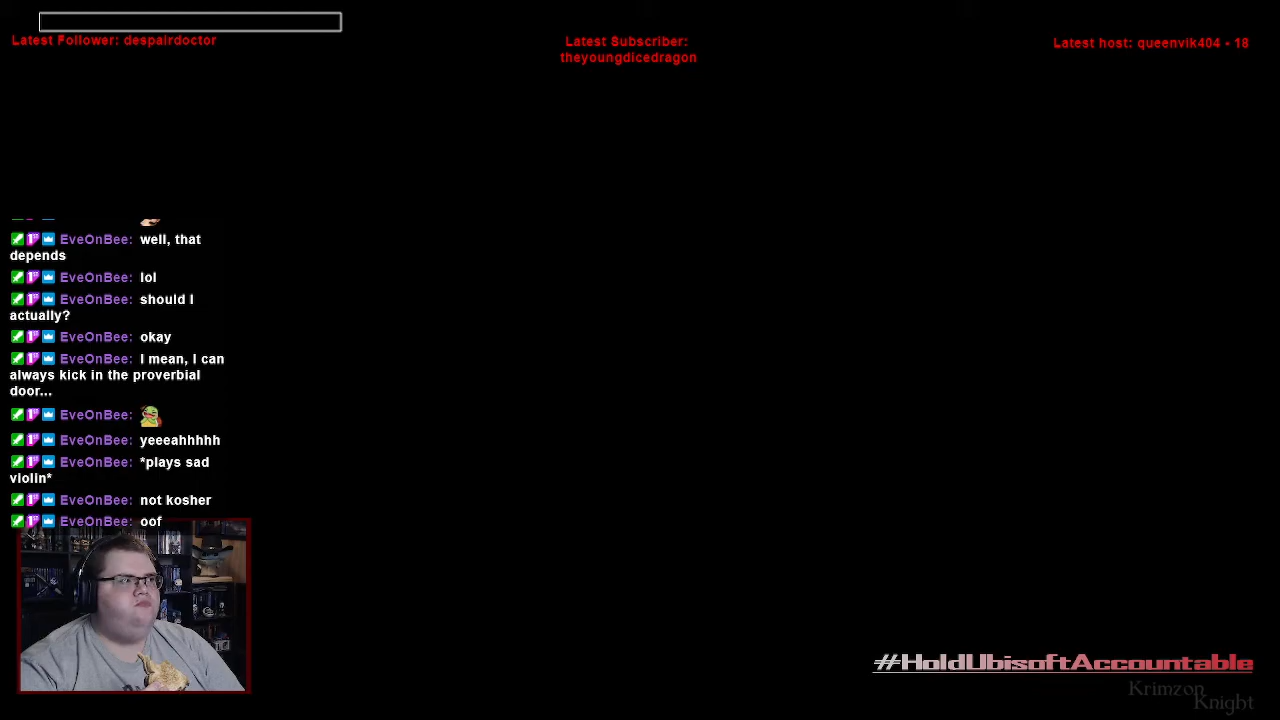 Latest Follower: despairdoctor
Latest Subscriber:
theyoungdicedragon
Latest host: queenvik404 - 18
EveOnBee: well, that
depends
EveOnBee: lol
EveOnBee: should I
actually?
EveOnBee: okay
EveOnBee: I mean, I can
always kick in the proverbial
door...
EveOnBee:
EveOnBee: yeeeahhhhh
EveOnBee: *plays sad
violin*
EveOnBee: not kosher
EveOnBee: oof
#HoldUbisoftAccountable
Krimzon
Knight